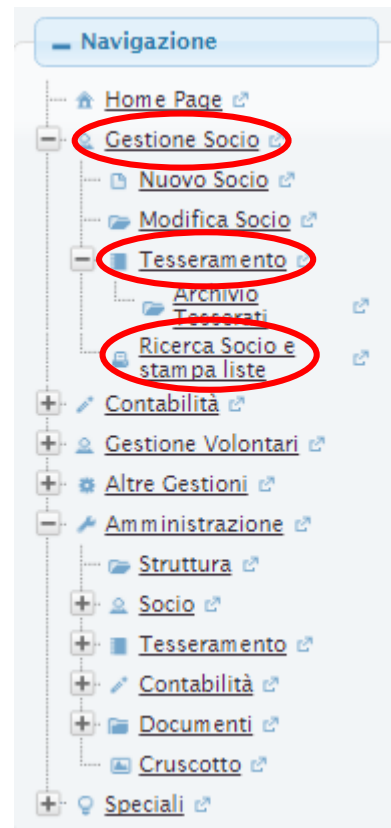 Navigazione
Home Page
Gestione Socio
Nuovo Socio
Modifica Socio
Tesseramento
Archivio
Tesserati
Ricerca Socio e
stampa liste
Contabilità
Gestione Volontari
Altre Gestioni
Amministrazione
Struttura
Socio
Tesseramento
Contabilità
Documenti
Cruscotto
Speciali